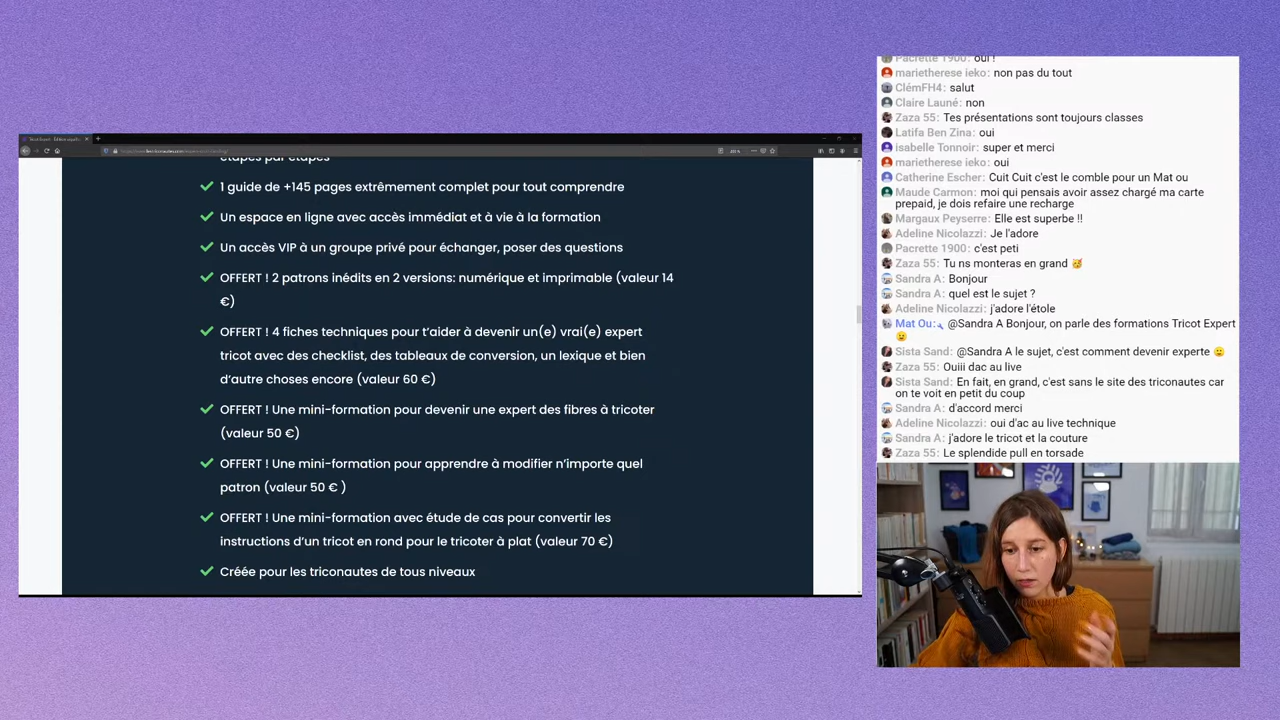 étapes par étapes
1 guide de +145 pages extrêmement complet pour tout comprendre
Un espace en ligne avec accès immédiat et à vie à la formation
Un accès VIP à un groupe privé pour échanger, poser des questions
OFFERT ! 2 patrons inédits en 2 versions: numérique et imprimable (valeur 14
€)
OFFERT ! 4 fiches techniques pour t’aider à devenir un(e) vrai(e) expert
tricot avec des checklist, des tableaux de conversion, un lexique et bien
d’autre choses encore (valeur 60 €)
OFFERT ! Une mini-formation pour devenir une expert des fibres à tricoter
(valeur 50 €)
OFFERT ! Une mini-formation pour apprendre à modifier n’importe quel
patron (valeur 50 € )
OFFERT ! Une mini-formation avec étude de cas pour convertir les
instructions d’un tricot en rond pour le tricoter à plat (valeur 70 €)
Créée pour les triconautes de tous niveaux
Pacrette 1900: oui !
marietherese ieko: non pas du tout
ClémFH4: salut
Claire Launé: non
Zaza 55: Tes présentations sont toujours classes
Latifa Ben Zina: oui
isabelle Tonnoir: super et merci
marietherese ieko: oui
Catherine Escher: Cuit Cuit c'est le comble pour un Mat ou
Maude Carmon: moi qui pensais avoir assez chargé ma carte
prepaid, je dois refaire une recharge
Margaux Peyserre: Elle est superbe !!
Adeline Nicolazzi: Je l'adore
Pacrette 1900: c'est peti
Zaza 55: Tu ns monteras en grand 🥳
Sandra A: Bonjour
Sandra A: quel est le sujet ?
Adeline Nicolazzi: j'adore l'étole
Mat Ou: @Sandra A Bonjour, on parle des formations Tricot Expert
Sista Sand: @Sandra A le sujet, c'est comment devenir experte
Zaza 55: Ouiii dac au live
Sista Sand: En fait, en grand, c'est sans le site des triconautes car
on te voit en petit du coup
Sandra A: d'accord merci
Adeline Nicolazzi: oui d'ac au live technique
Sandra A: j'adore le tricot et la couture
Zaza 55: Le splendide pull en torsade